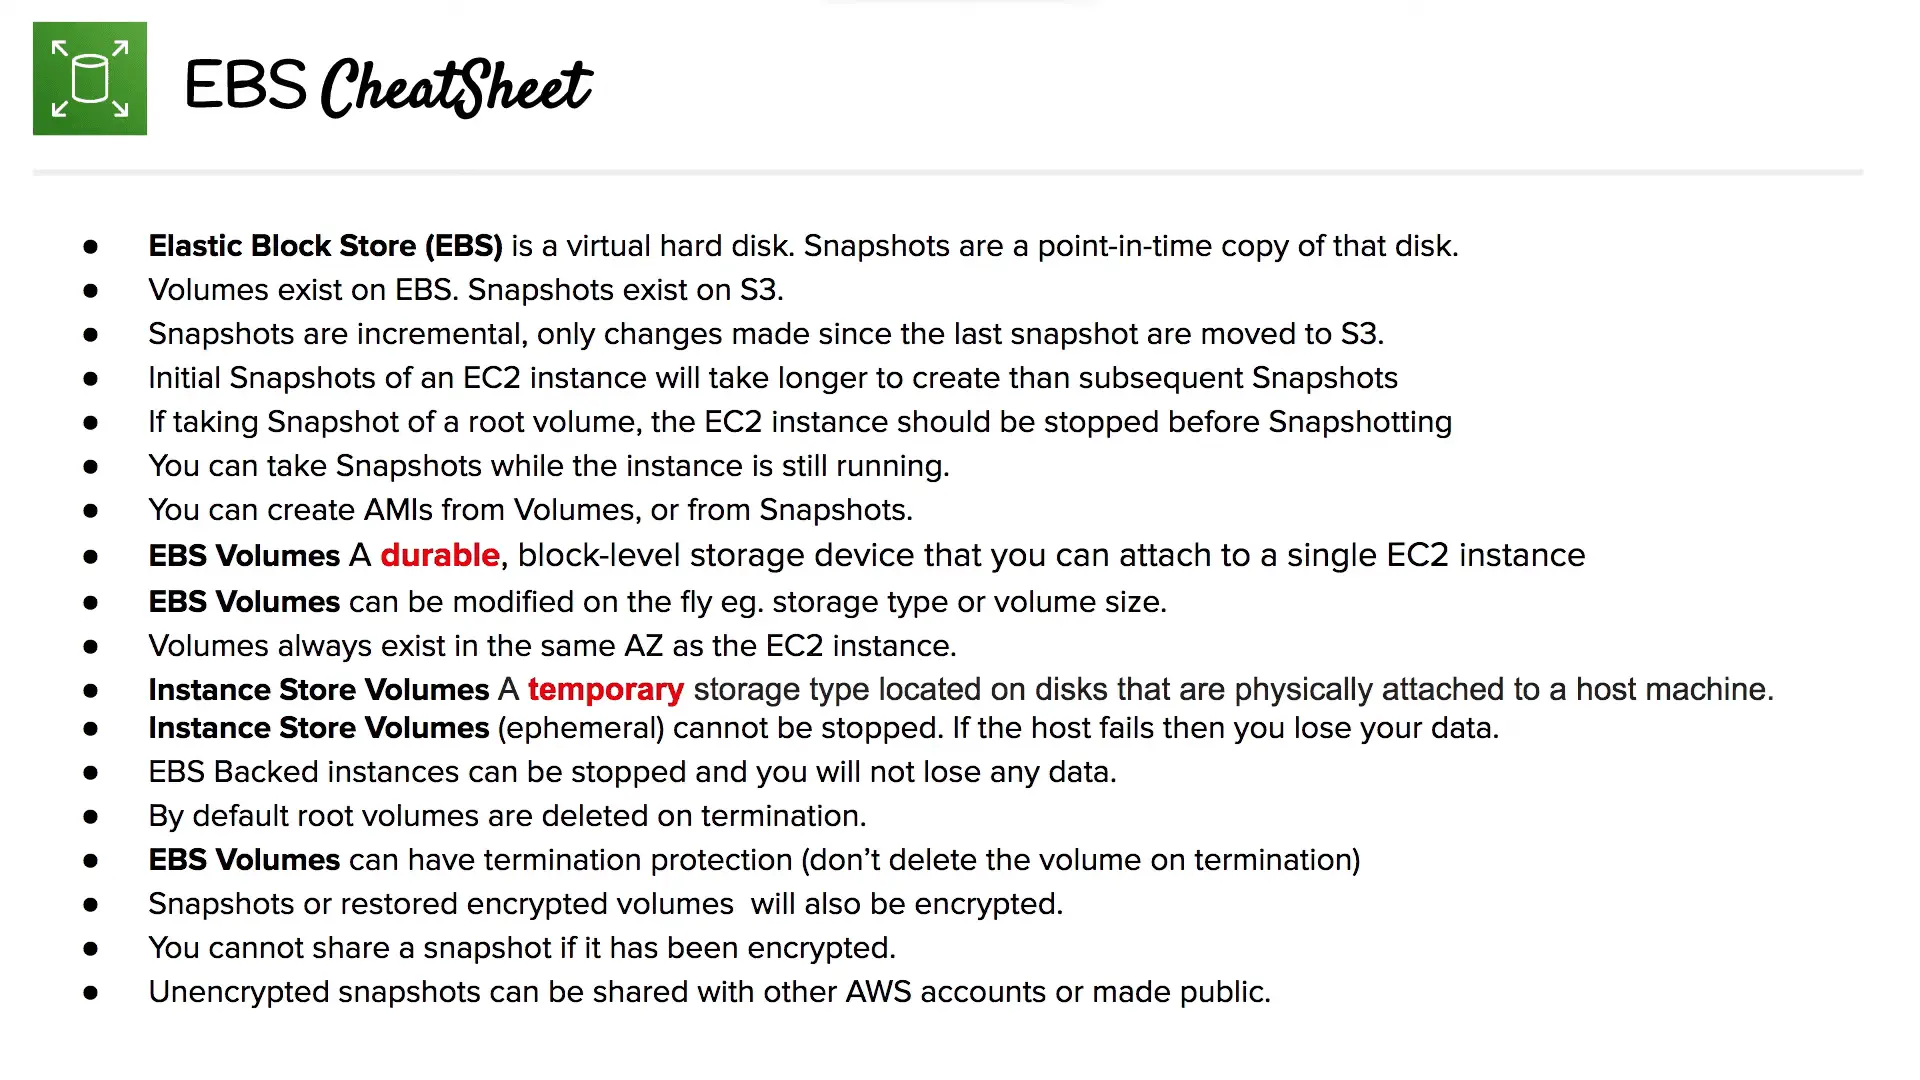 EBS CheatSheet
● Elastic Block Store (EBS) is a virtual hard disk. Snapshots are a point-in-time copy of that disk.
● Volumes exist on EBS. Snapshots exist on S3.
● Snapshots are incremental, only changes made since the last snapshot are moved to S3.
● Initial Snapshots of an EC2 instance will take longer to create than subsequent Snapshots
● If taking Snapshot of a root volume, the EC2 instance should be stopped before Snapshotting
● You can take Snapshots while the instance is still running.
● You can create AMIs from Volumes, or from Snapshots.
● EBS Volumes A durable, block-level storage device that you can attach to a single EC2 instance
● EBS Volumes can be modified on the fly eg. storage type or volume size.
● Volumes always exist in the same AZ as the EC2 instance.
● Instance Store Volumes A temporary storage type located on disks that are physically attached to a host machine.
● Instance Store Volumes (ephemeral) cannot be stopped. If the host fails then you lose your data.
● EBS Backed instances can be stopped and you will not lose any data.
● By default root volumes are deleted on termination.
● EBS Volumes can have termination protection (don’t delete the volume on termination)
● Snapshots or restored encrypted volumes  will also be encrypted.
● You cannot share a snapshot if it has been encrypted.
● Unencrypted snapshots can be shared with other AWS accounts or made public.